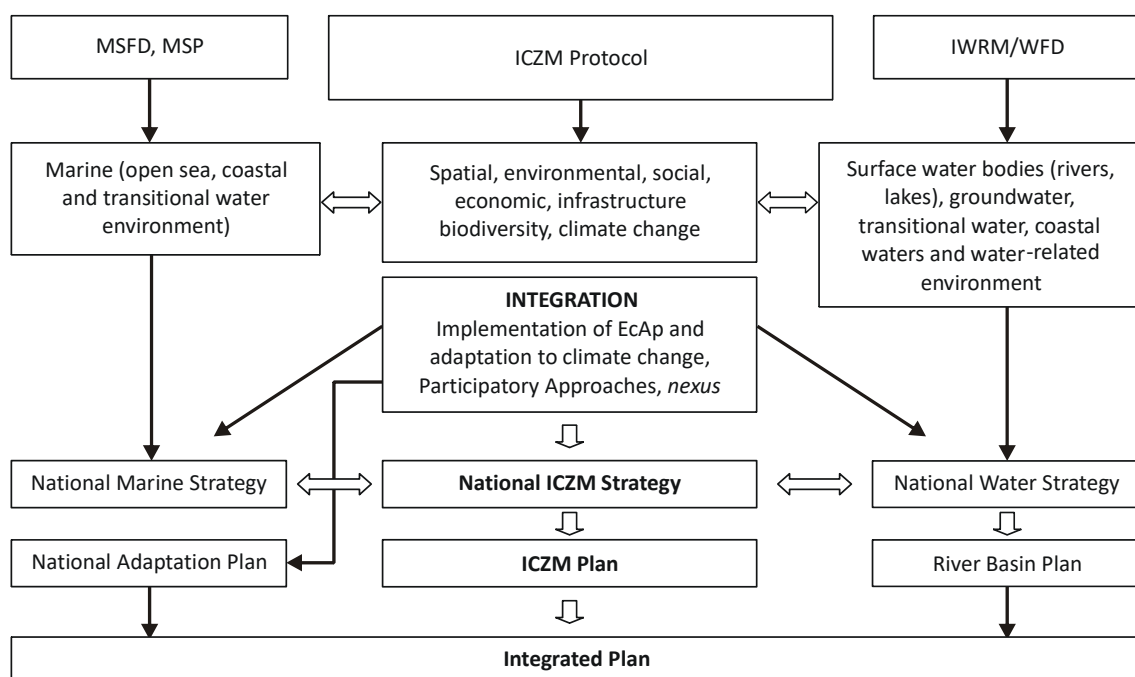 MSFD, MSP
ICZM Protocol
IWRM/WFD
Marine (open sea, coastal
and transitional water
environment)
Spatial, environmental, social,
economic, infrastructure
biodiversity, climate change
Surface water bodies (rivers,
lakes), groundwater,
transitional water, coastal
waters and water-related
environment
INTEGRATION
Implementation of EcAp and
adaptation to climate change,
Participatory Approaches, nexus
National Marine Strategy
National ICZM Strategy
National Water Strategy
National Adaptation Plan
ICZM Plan
River Basin Plan
Integrated Plan